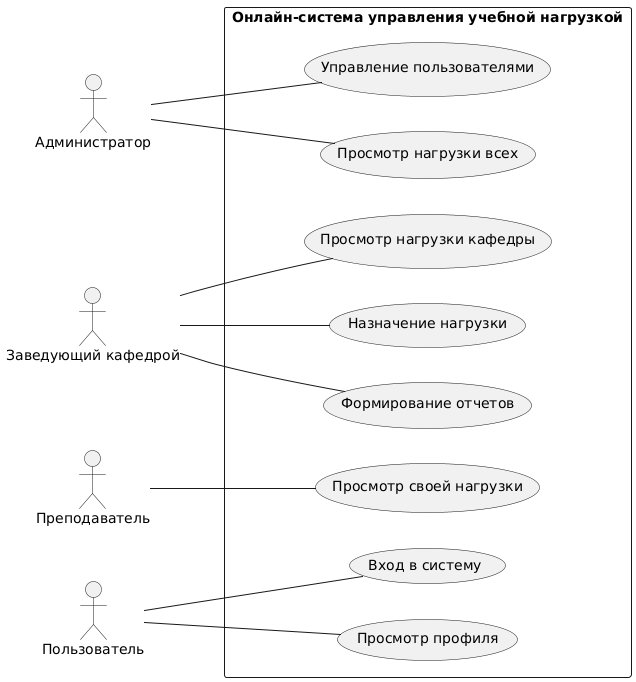 Онлайн-система управления учебной нагрузкой
Управление пользователями
Администратор
Просмотр нагрузки всех
Просмотр нагрузки кафедры
Назначение нагрузки
Заведующий кафедрой
Формирование отчетов
Просмотр своей нагрузки
Преподаватель
Вход в систему
Просмотр профиля
Пользователь